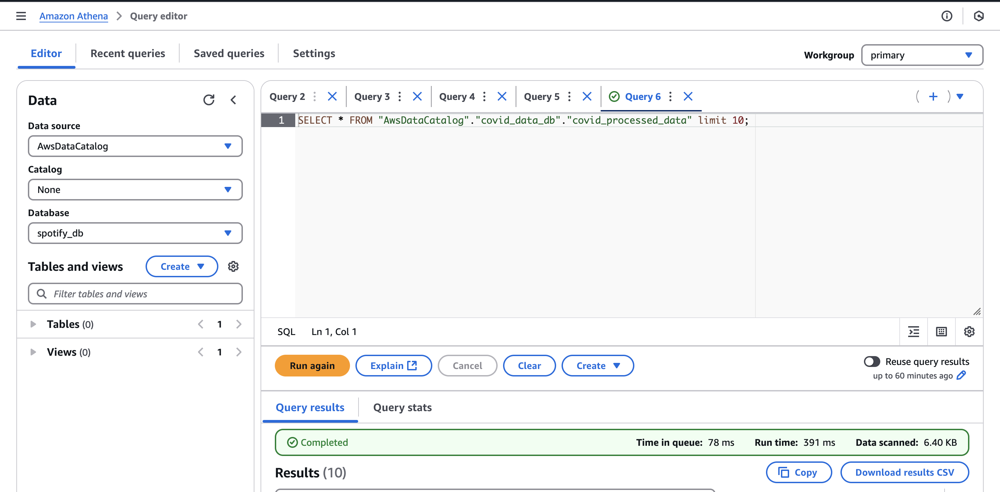 Amazon Athena > Query editor
Editor
Recent queries
Saved queries
Settings
Workgroup
primary
Data
Data source
AwsDataCatalog
Catalog
None
Database
spotify_db
Tables and views
Create
Filter tables and views
Tables (0)
1
Views (0)
1
Query 2
Query 3
Query 4
Query 5
Query 6
1
SELECT * FROM "AwsDataCatalog"."covid_data_db"."covid_processed_data" limit 10;
SQL
Ln 1, Col 1
Run again
Explain
Cancel
Clear
Create
Reuse query results
up to 60 minutes ago
Query results
Query stats
Completed
Time in queue: 78 ms
Run time: 391 ms
Data scanned: 6.40 KB
Results (10)
Copy
Download results CSV